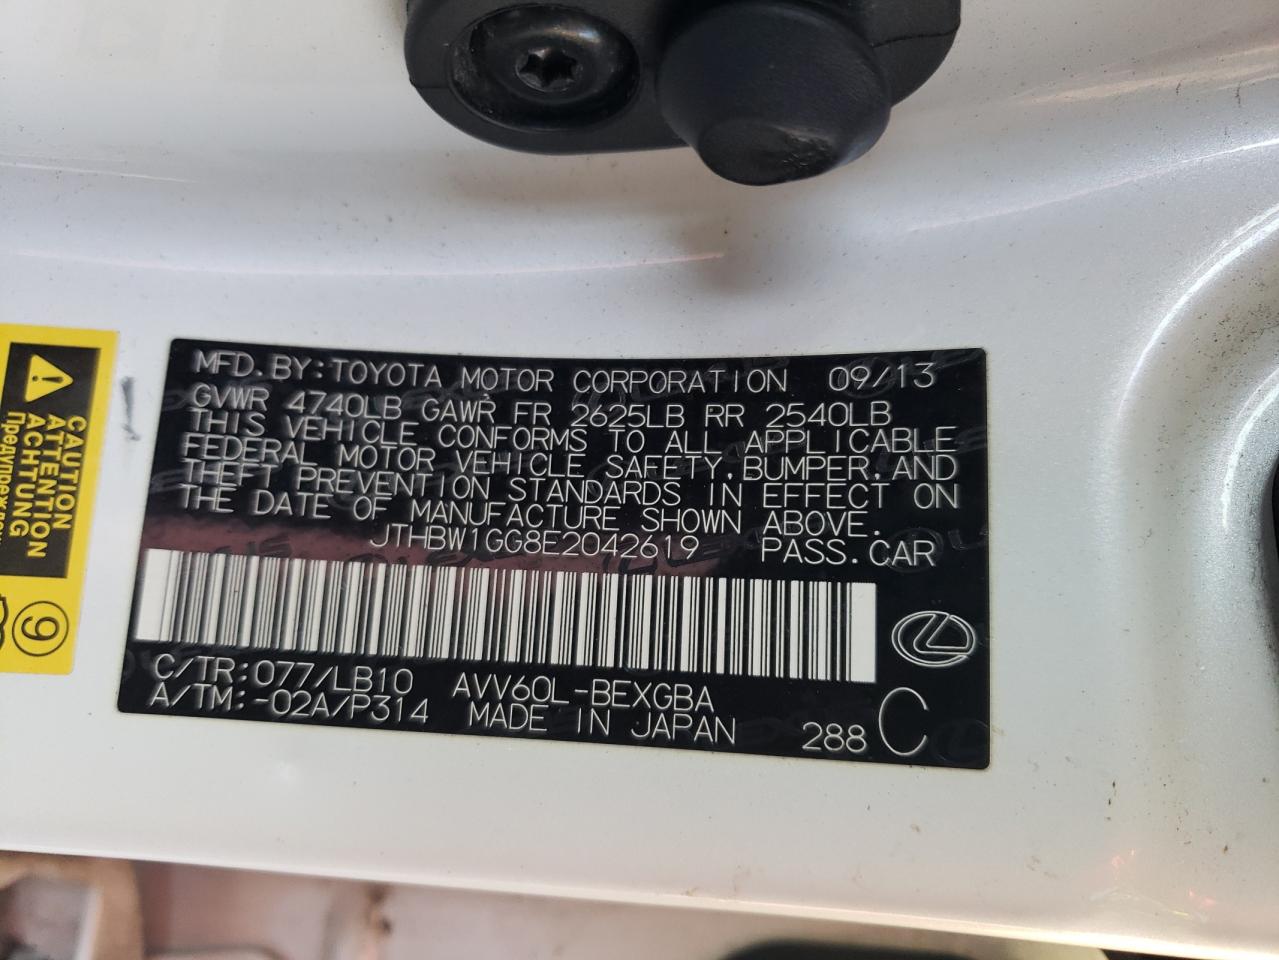 MFD. BY: TOYOTA MOTOR CORPORATION 09/13
GVWR 4740LB GAWR FR 2625LB RR 2540LB
THIS VEHICLE CONFORMS TO ALL APPLICABLE
FEDERAL MOTOR VEHICLE SAFETY, BUMPER, AND
THEFT PREVENTION STANDARDS IN EFFECT ON
THE DATE OF MANUFACTURE SHOWN ABOVE.
JTHBW1GG8E2042619 PASS. CAR
C/TR: 077/LB10 AVV60L-BEXGBA
A/TM: -02A/P314 MADE IN JAPAN 288 C
CAUTION
ATTENTION
ACHTUNG
9